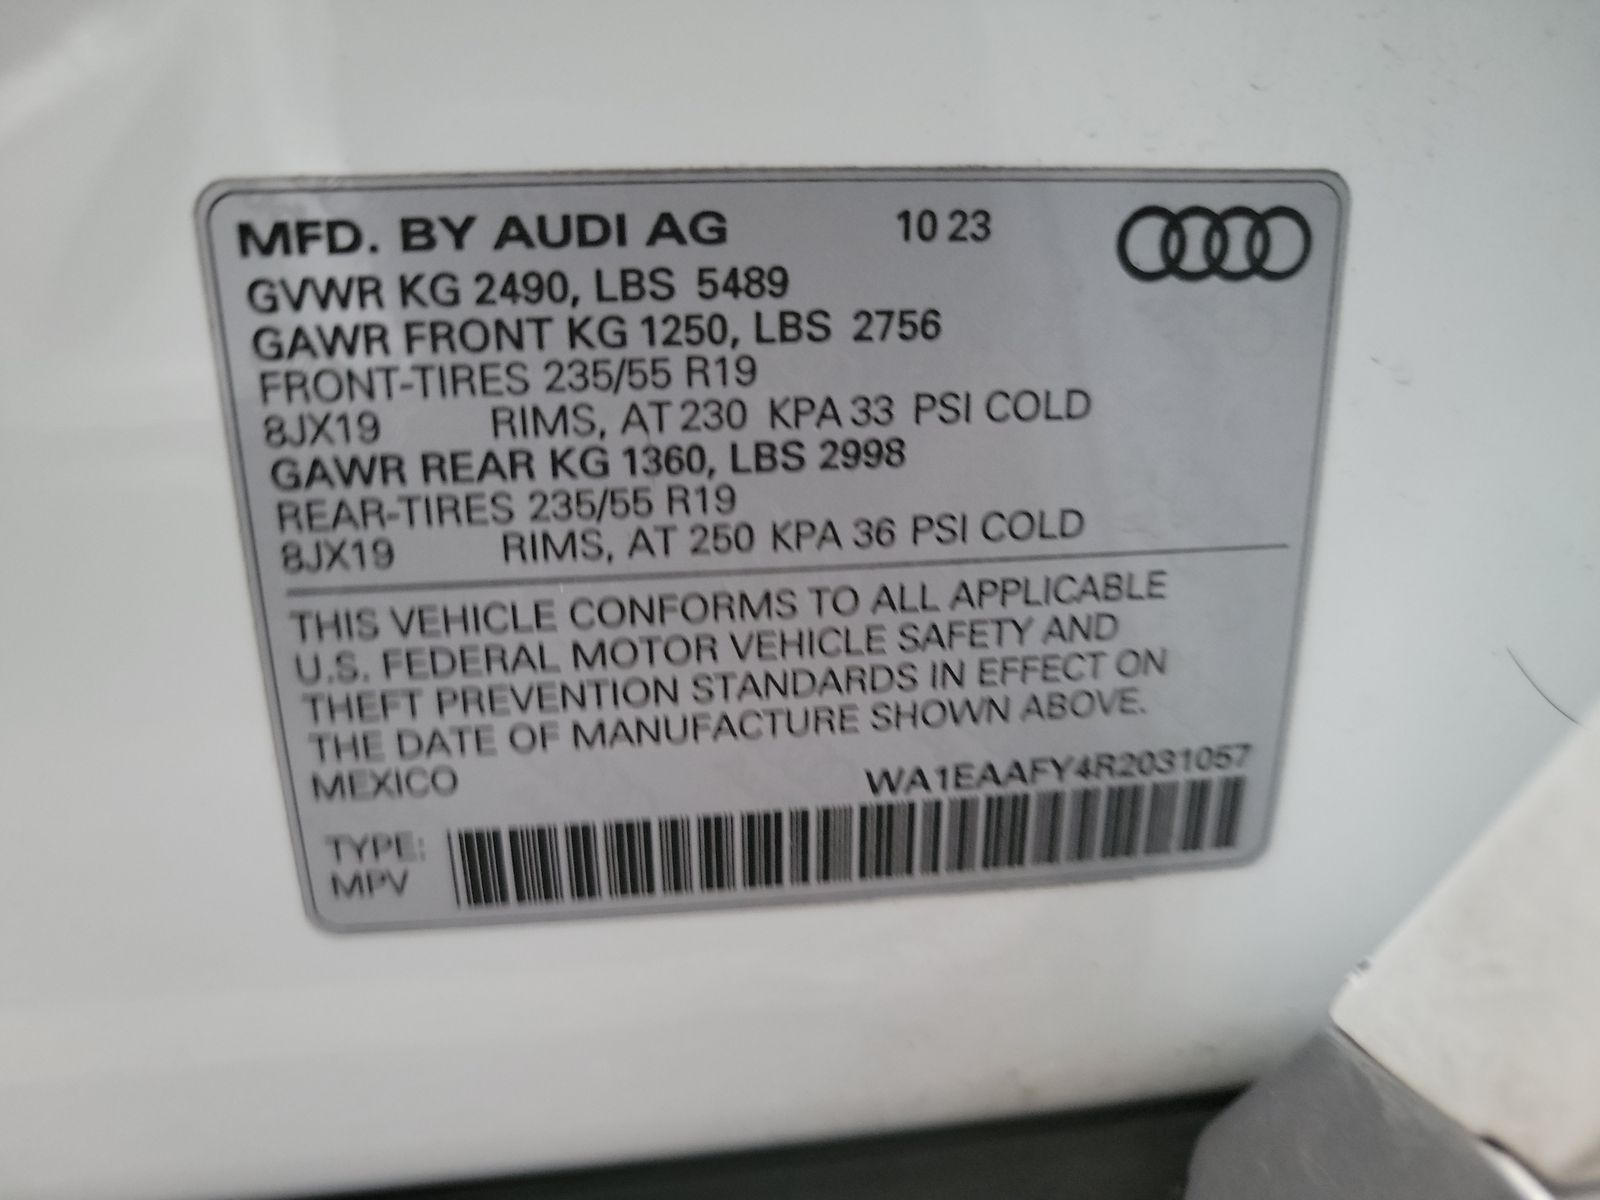 MFD. BY AUDI AG 10 23
GVWR KG 2490, LBS 5489
GAWR FRONT KG 1250, LBS 2756
FRONT-TIRES 235/55 R19
8JX19 RIMS, AT 230 KPA 33 PSI COLD
GAWR REAR KG 1360, LBS 2998
REAR-TIRES 235/55 R19
8JX19 RIMS, AT 250 KPA 36 PSI COLD
THIS VEHICLE CONFORMS TO ALL APPLICABLE
U.S. FEDERAL MOTOR VEHICLE SAFETY AND
THEFT PREVENTION STANDARDS IN EFFECT ON
THE DATE OF MANUFACTURE SHOWN ABOVE.
MEXICO WA1EAAFY4R2031057
TYPE:
MPV